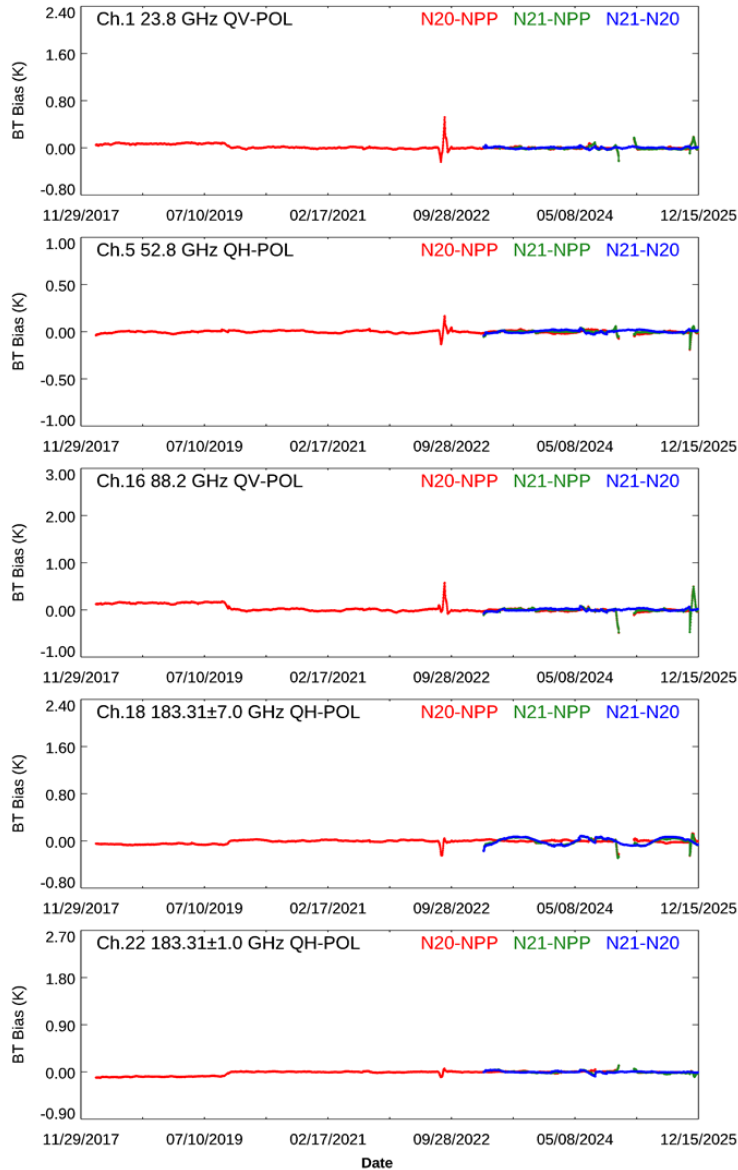 2.40
Ch.1 23.8 GHz QV-POL N20-NPP N21-NPP N21-N20
1.60
BT Bias (K)
0.80
0.00
-0.80
11/29/2017 07/10/2019 02/17/2021 09/28/2022 05/08/2024 12/15/2025
1.00
Ch.5 52.8 GHz QH-POL N20-NPP N21-NPP N21-N20
0.50
BT Bias (K)
0.00
-0.50
-1.00
11/29/2017 07/10/2019 02/17/2021 09/28/2022 05/08/2024 12/15/2025
3.00
Ch.16 88.2 GHz QV-POL N20-NPP N21-NPP N21-N20
2.00
BT Bias (K)
1.00
0.00
-1.00
11/29/2017 07/10/2019 02/17/2021 09/28/2022 05/08/2024 12/15/2025
2.40
Ch.18 183.31±7.0 GHz QH-POL N20-NPP N21-NPP N21-N20
1.60
BT Bias (K)
0.80
0.00
-0.80
11/29/2017 07/10/2019 02/17/2021 09/28/2022 05/08/2024 12/15/2025
2.70
Ch.22 183.31±1.0 GHz QH-POL N20-NPP N21-NPP N21-N20
1.80
BT Bias (K)
0.90
0.00
-0.90
11/29/2017 07/10/2019 02/17/2021 09/28/2022 05/08/2024 12/15/2025
Date